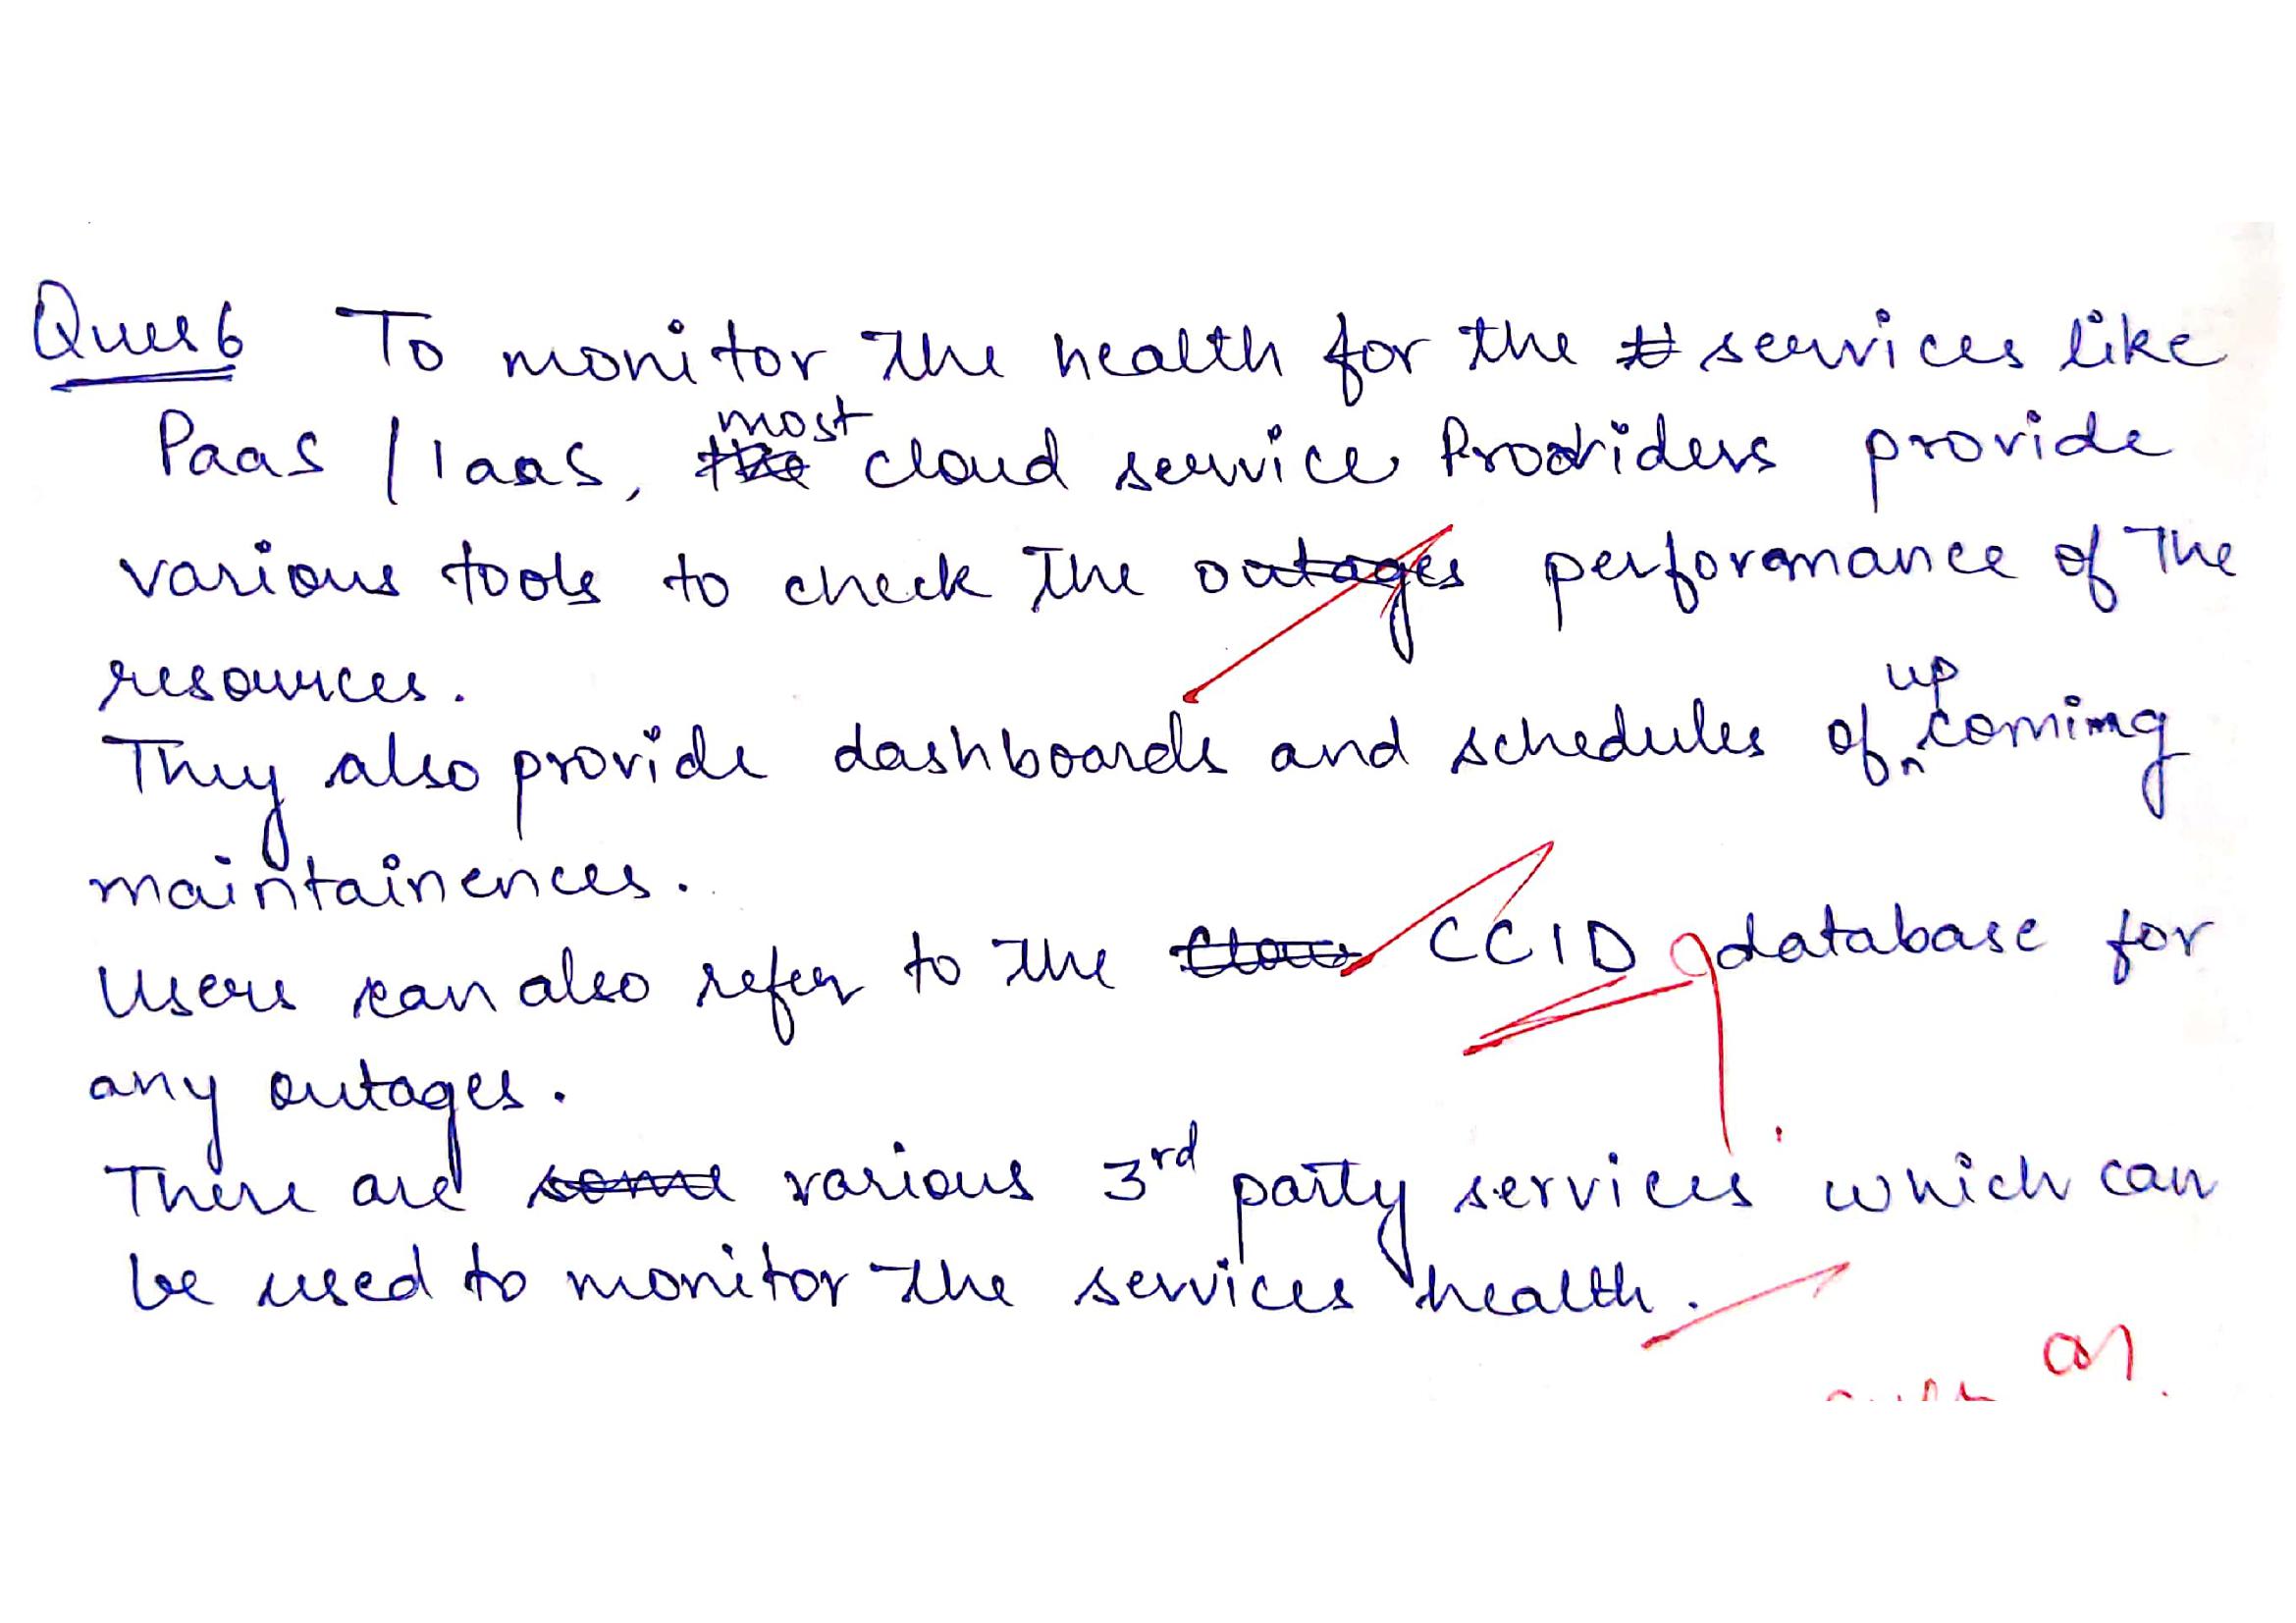 Ques 6 To monitor the health for the services like
Paas / Iaas, most cloud service Providers provide
various tools to check the outages performance of the
resources.
They also provide dashboards and schedules of upcoming
maintainences.
Users can also refer to the CCID database for
any outages.
There are some various 3rd party services which can
be used to monitor the services health.